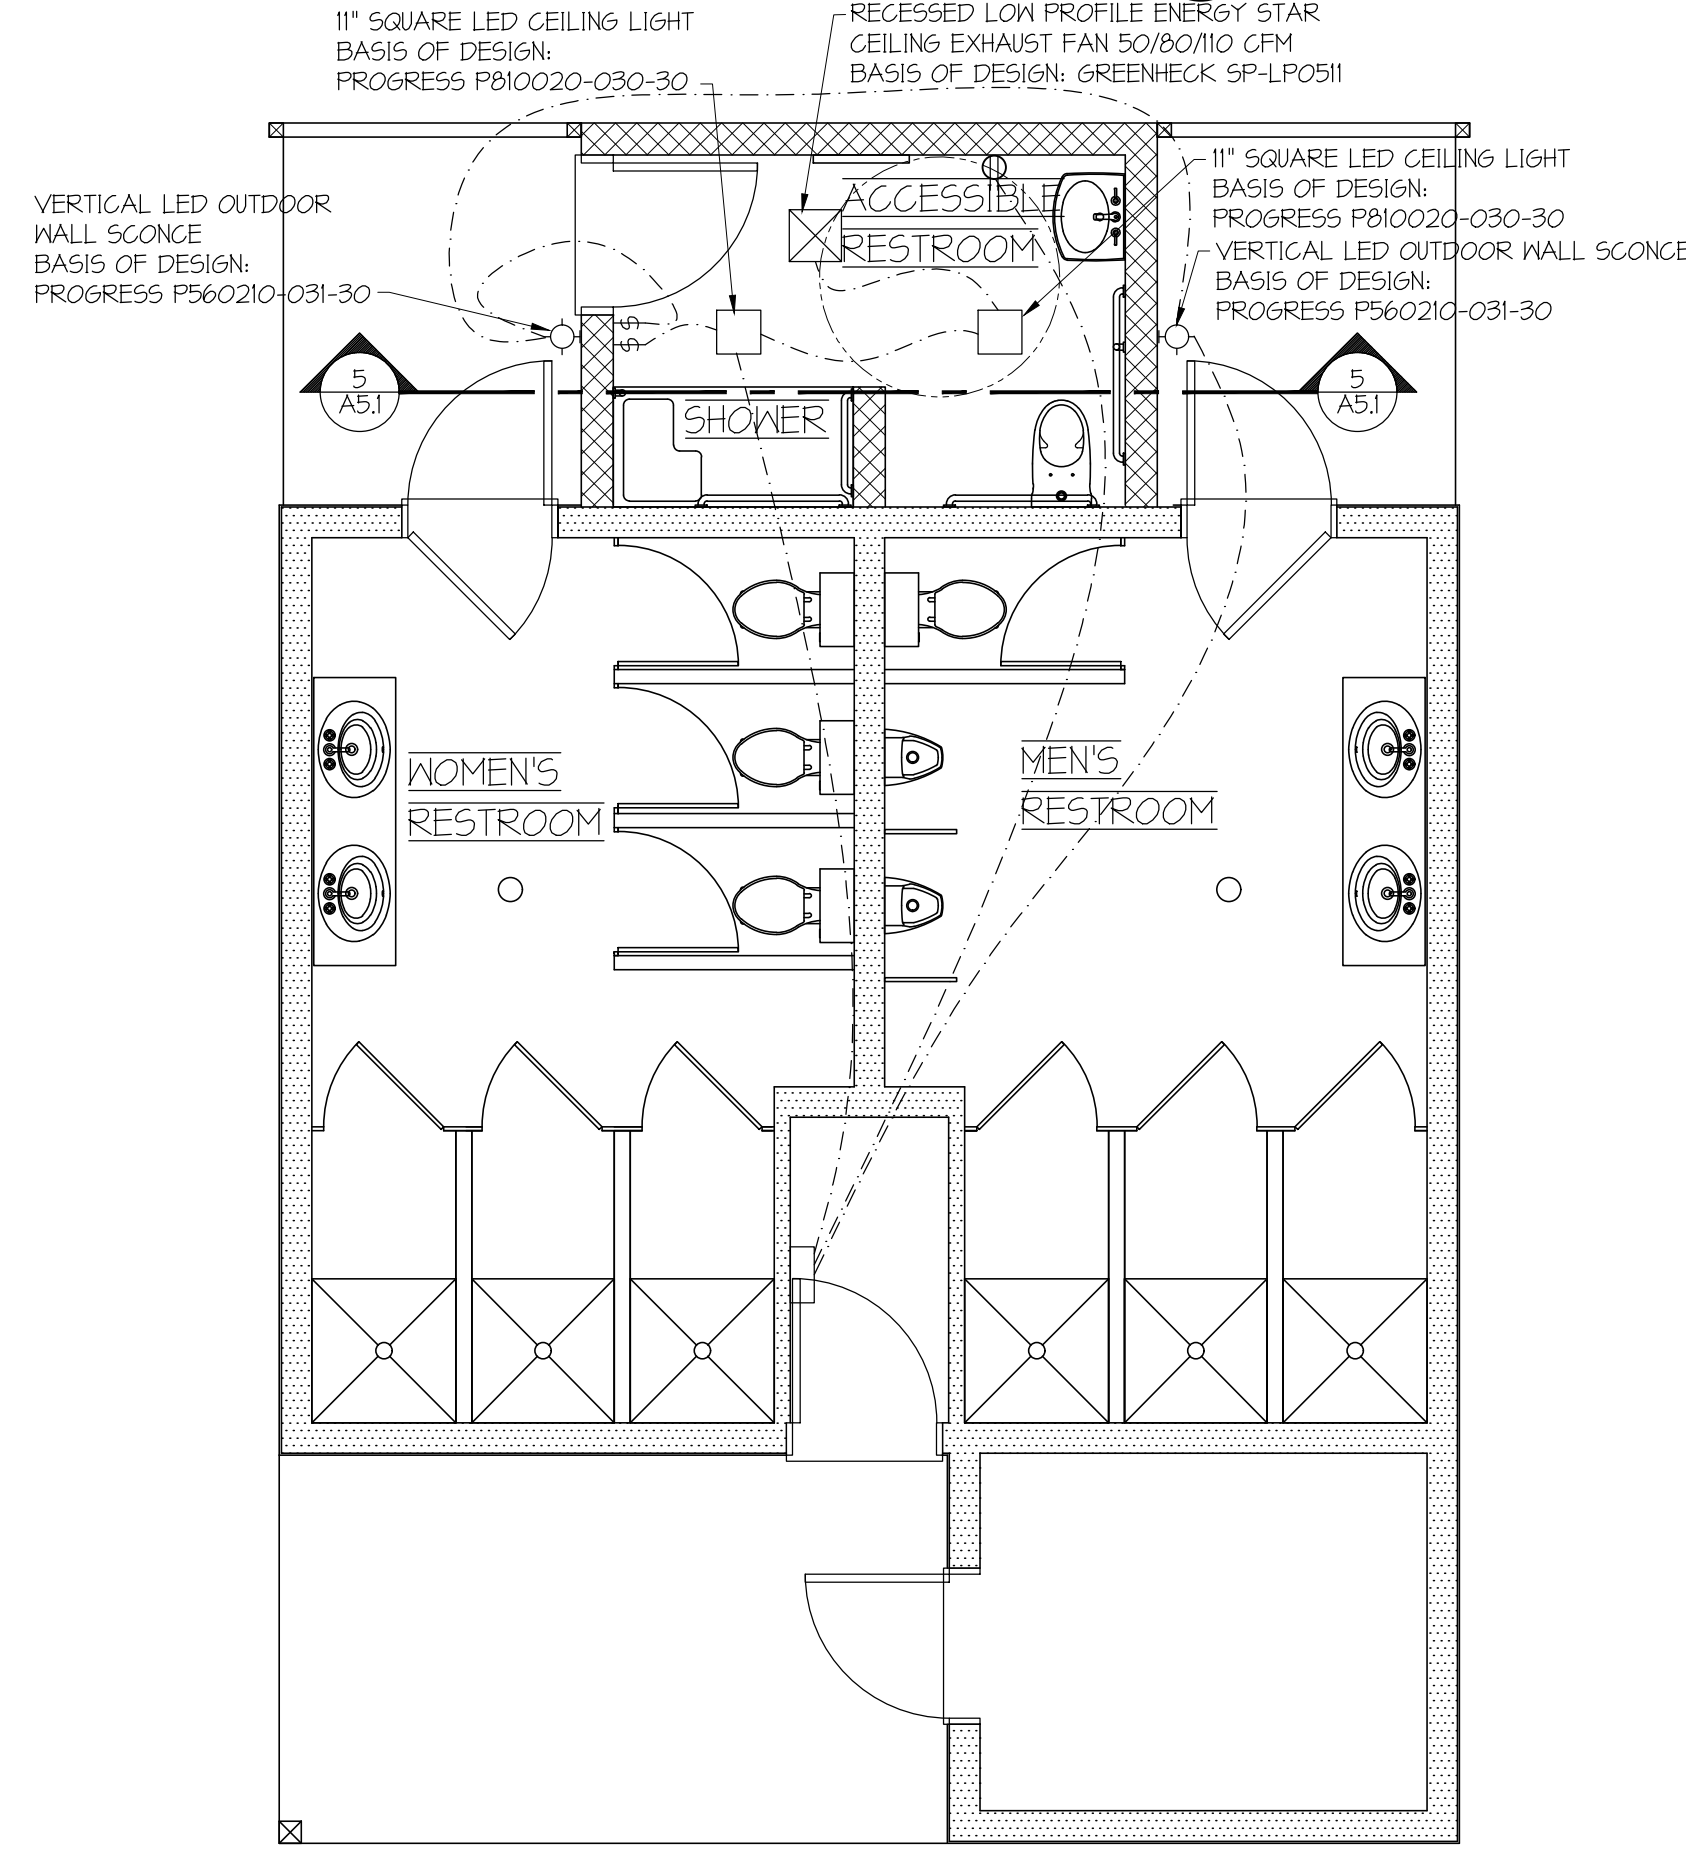 11" SQUARE LED CEILING LIGHT
BASIS OF DESIGN:
PROGRESS P810020-030-30
RECESSED LOW PROFILE ENERGY STAR
CEILING EXHAUST FAN 50/80/110 CFM
BASIS OF DESIGN: GREENHECK SP-LP0511
11" SQUARE LED CEILING LIGHT
BASIS OF DESIGN:
PROGRESS P810020-030-30
VERTICAL LED OUTDOOR
WALL SCONCE
BASIS OF DESIGN:
PROGRESS P560210-031-30
VERTICAL LED OUTDOOR WALL SCONCE
BASIS OF DESIGN:
PROGRESS P560210-031-30
ACCESSIBLE
RESTROOM
S
S
5
A5.1
5
A5.1
SHOWER
WOMEN'S
RESTROOM
MEN'S
RESTROOM